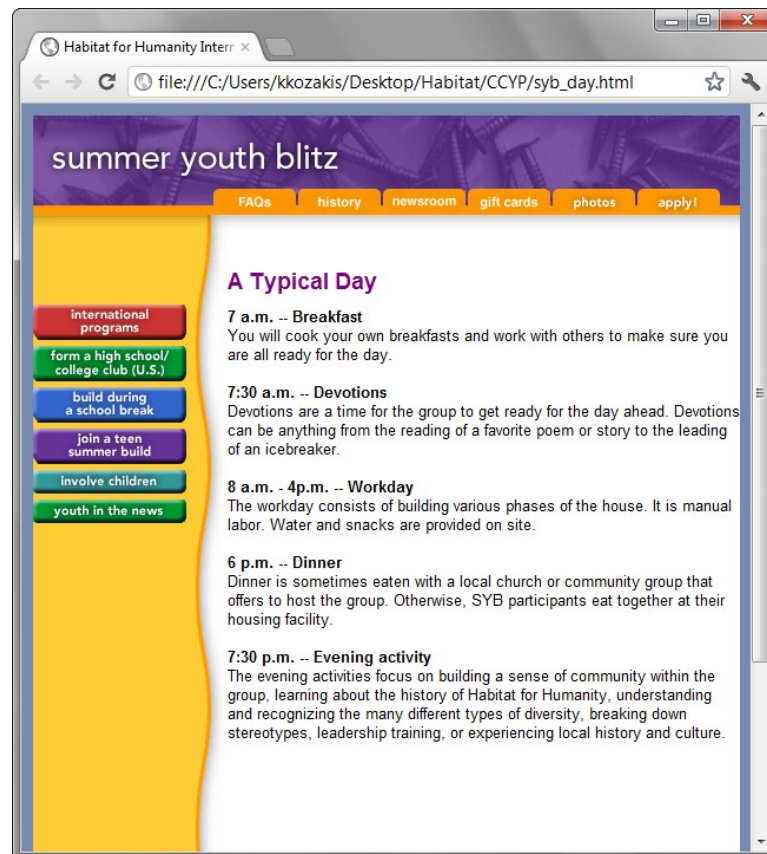 Habitat for Humanity Intern
file:///C:/Users/kkozakis/Desktop/Habitat/CCYP/syb_day.html
summer youth blitz
FAQs history newsroom gift cards photos apply!
A Typical Day
7 a.m. -- Breakfast
You will cook your own breakfasts and work with others to make sure you
are all ready for the day.
7:30 a.m. -- Devotions
Devotions are a time for the group to get ready for the day ahead. Devotions
can be anything from the reading of a favorite poem or story to the leading
of an icebreaker.
8 a.m. - 4p.m. -- Workday
The workday consists of building various phases of the house. It is manual
labor. Water and snacks are provided on site.
6 p.m. -- Dinner
Dinner is sometimes eaten with a local church or community group that
offers to host the group. Otherwise, SYB participants eat together at their
housing facility.
7:30 p.m. -- Evening activity
The evening activities focus on building a sense of community within the
group, learning about the history of Habitat for Humanity, understanding
and recognizing the many different types of diversity, breaking down
stereotypes, leadership training, or experiencing local history and culture.
international
programs
form a high school/
college club (U.S.)
build during
a school break
join a teen
summer build
involve children
youth in the news